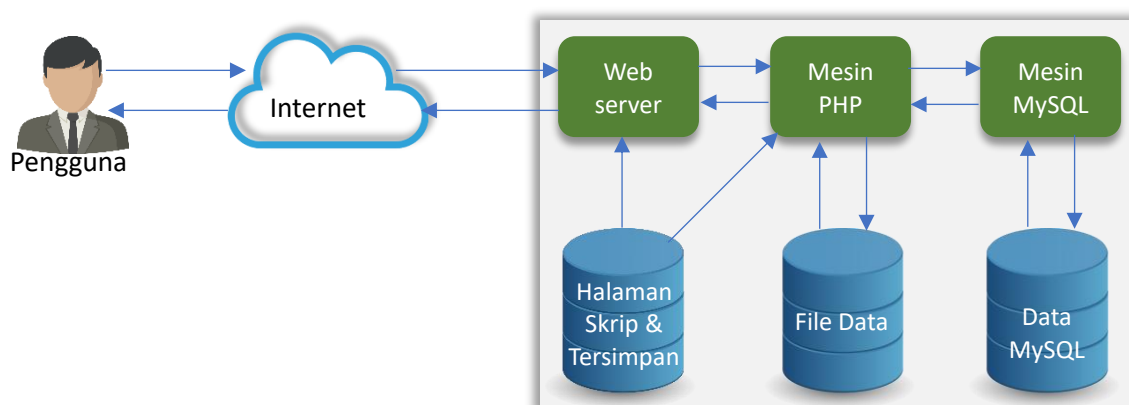 Pengguna
Internet
Web
server
Mesin
PHP
Mesin
MySQL
Halaman
Skrip &
Tersimpan
File Data
Data
MySQL